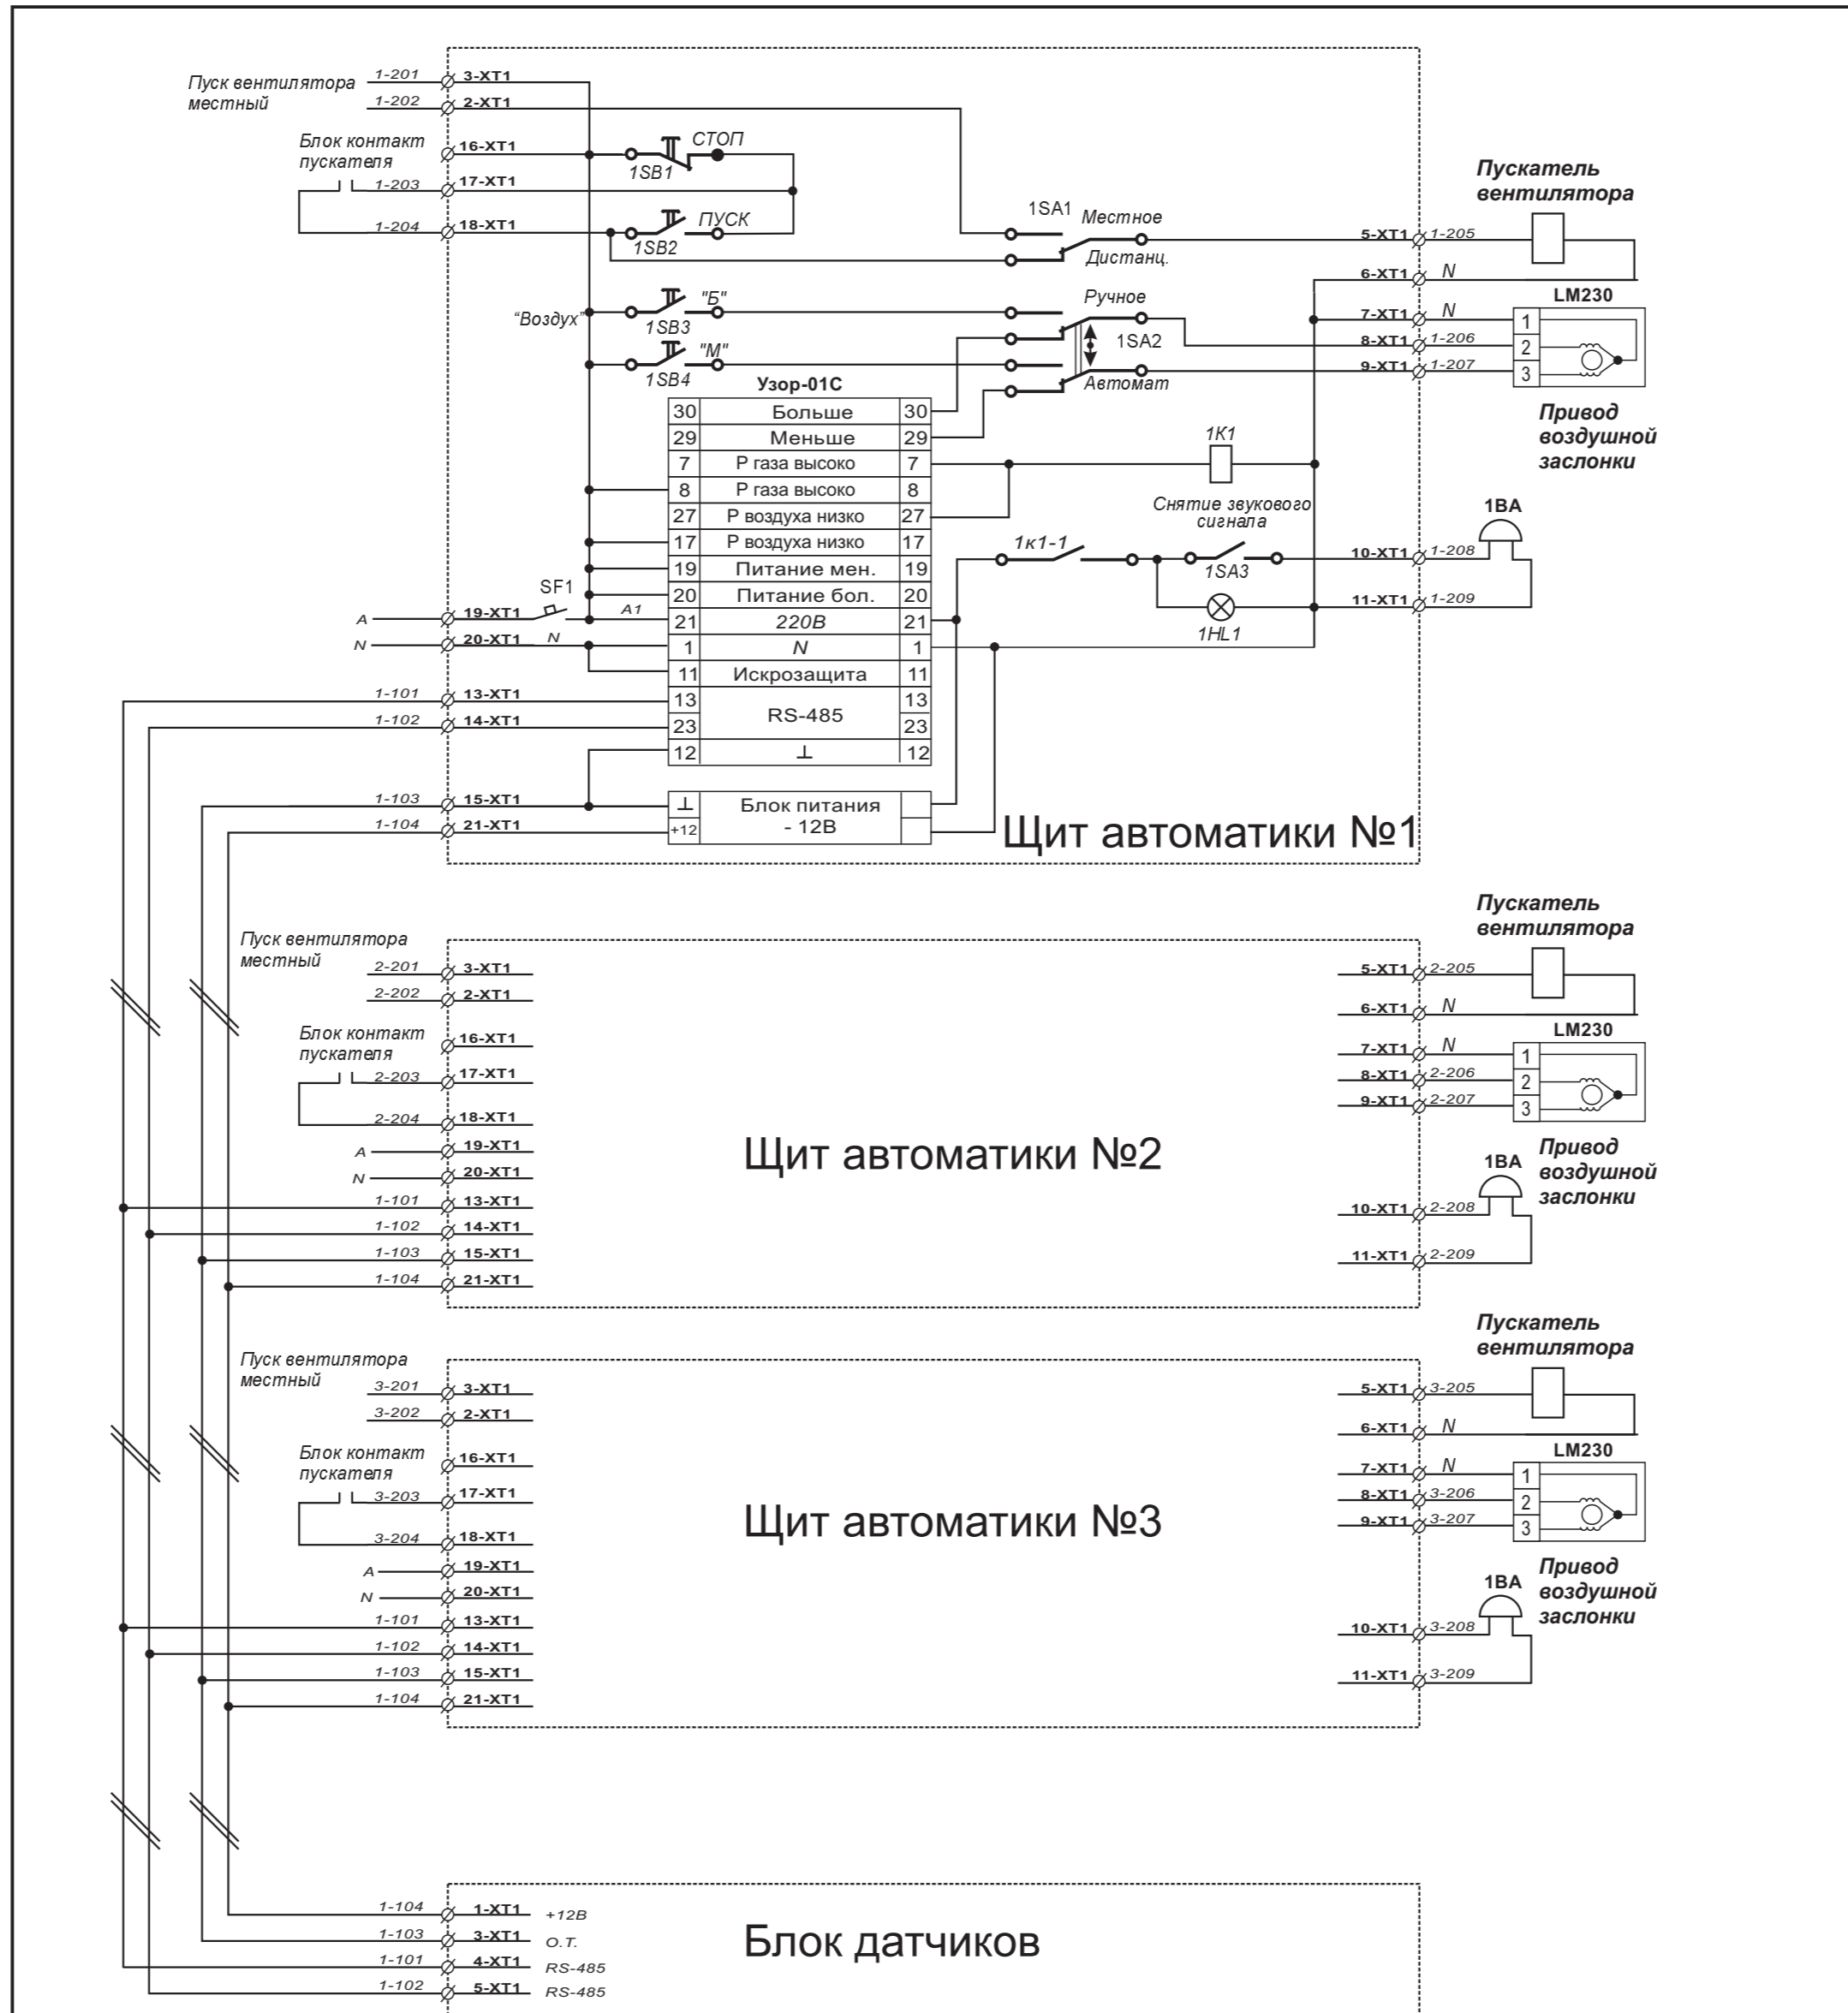 Пуск вентилятора
местный
1-201
3-XT1
1-202
2-XT1
Блок контакт
пускателя
16-XT1
1-203
17-XT1
1-204
18-XT1
СТОП
1SB1
ПУСК
1SB2
1SA1
Местное
Дистанц.
5-XT1
1-205
6-XT1
N
Пускатель
вентилятора
"Воздух"
"Б"
1SB3
"М"
1SB4
Ручное
1SA2
Автомат
7-XT1
N
8-XT1
1-206
9-XT1
1-207
LM230
1
2
3
Привод
воздушной
заслонки
Узор-01С
30 Больше 30
29 Меньше 29
7 Р газа высоко 7
8 Р газа высоко 8
27 Р воздуха низко 27
17 Р воздуха низко 17
19 Питание мен. 19
20 Питание бол. 20
21 220В 21
1 N 1
11 Искрозащита 11
13 RS-485 13
23 23
12 ⊥ 12
1К1
Снятие звукового
сигнала
1к1-1
1SA3
1HL1
10-XT1
1-208
11-XT1
1-209
1BA
SF1
A
19-XT1
A1
N
20-XT1
N
1-101
13-XT1
1-102
14-XT1
1-103
15-XT1
1-104
21-XT1
⊥
+12
Блок питания
- 12В
Щит автоматики №1
Пуск вентилятора
местный
2-201
3-XT1
2-202
2-XT1
Блок контакт
пускателя
16-XT1
2-203
17-XT1
2-204
18-XT1
A
19-XT1
N
20-XT1
1-101
13-XT1
1-102
14-XT1
1-103
15-XT1
1-104
21-XT1
Щит автоматики №2
Пускатель
вентилятора
5-XT1
2-205
6-XT1
N
LM230
7-XT1
N
8-XT1
2-206
9-XT1
2-207
1
2
3
Привод
воздушной
заслонки
1BA
10-XT1
2-208
11-XT1
2-209
Пуск вентилятора
местный
3-201
3-XT1
3-202
2-XT1
Блок контакт
пускателя
16-XT1
3-203
17-XT1
3-204
18-XT1
A
19-XT1
N
20-XT1
1-101
13-XT1
1-102
14-XT1
1-103
15-XT1
1-104
21-XT1
Щит автоматики №3
Пускатель
вентилятора
5-XT1
3-205
6-XT1
N
LM230
7-XT1
N
8-XT1
3-206
9-XT1
3-207
1
2
3
Привод
воздушной
заслонки
1BA
10-XT1
3-208
11-XT1
3-209
1-104
1-XT1
+12В
1-103
3-XT1
О.Т.
1-101
4-XT1
RS-485
1-102
5-XT1
RS-485
Блок датчиков